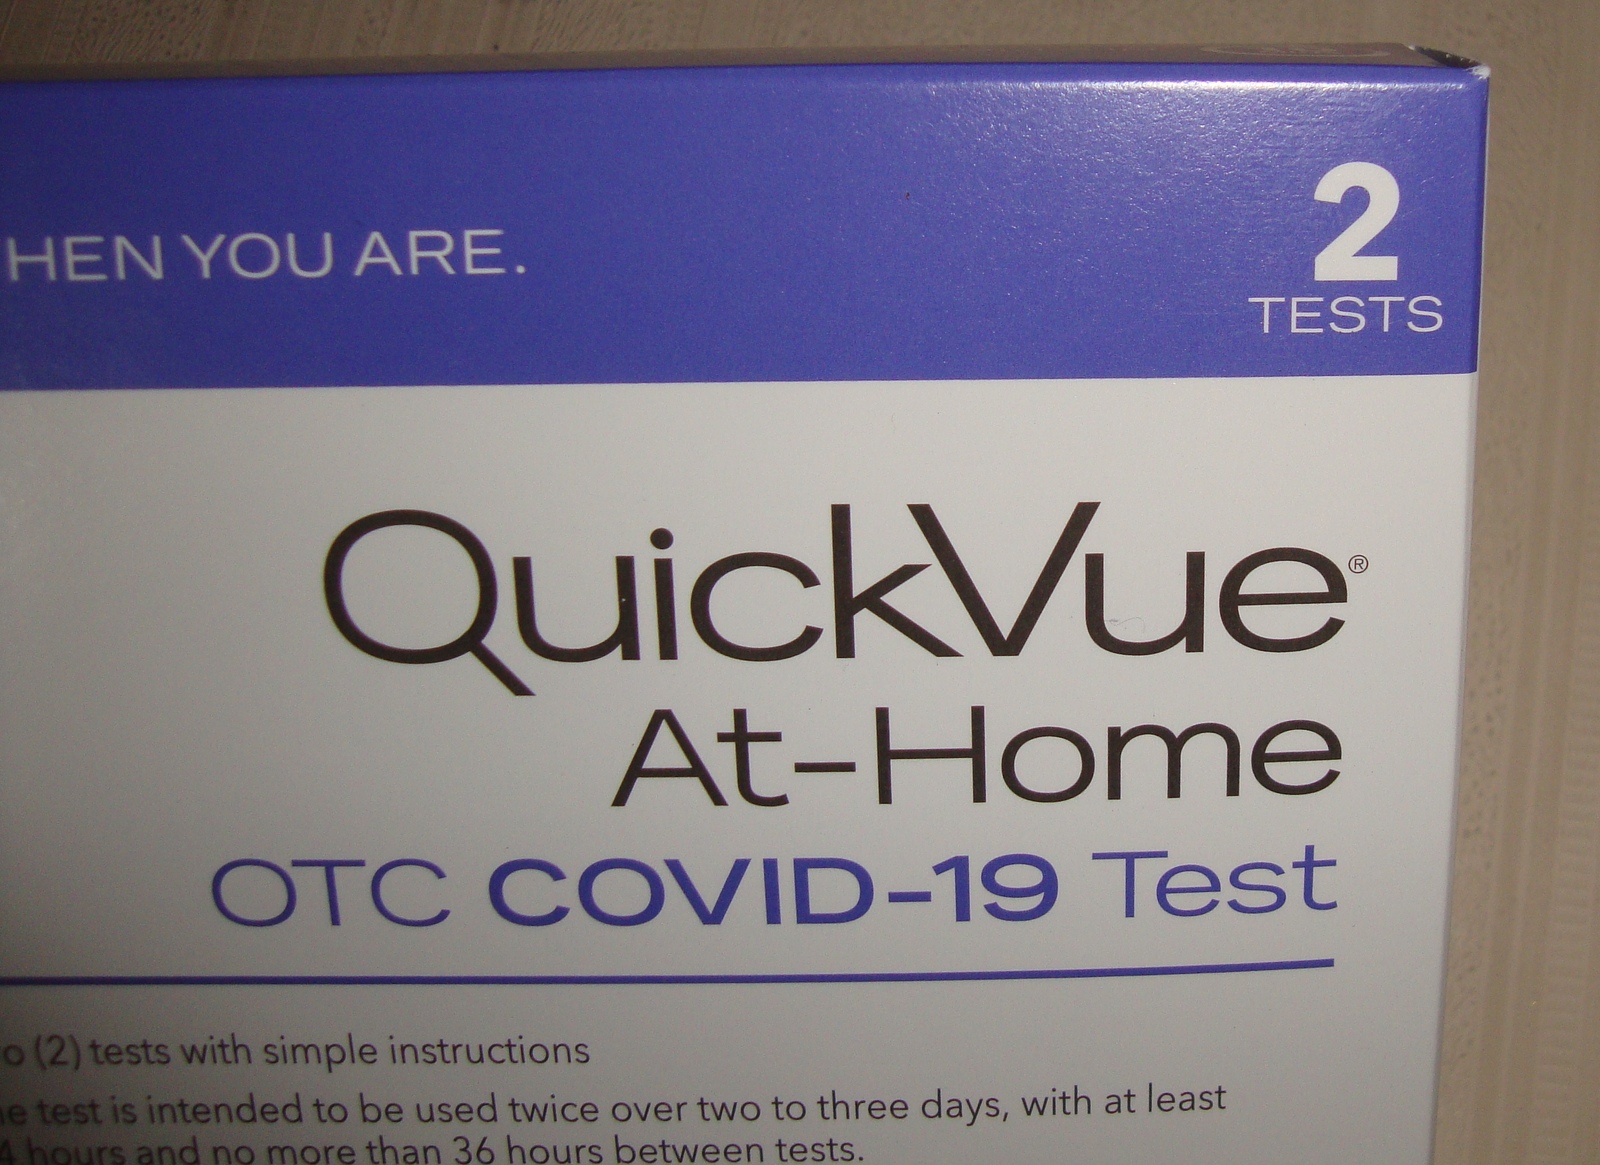 HEN YOU ARE.
2
TESTS
QuickVue®
At-Home
OTC COVID-19 Test
o (2) tests with simple instructions
e test is intended to be used twice over two to three days, with at least
4 hours and no more than 36 hours between tests.